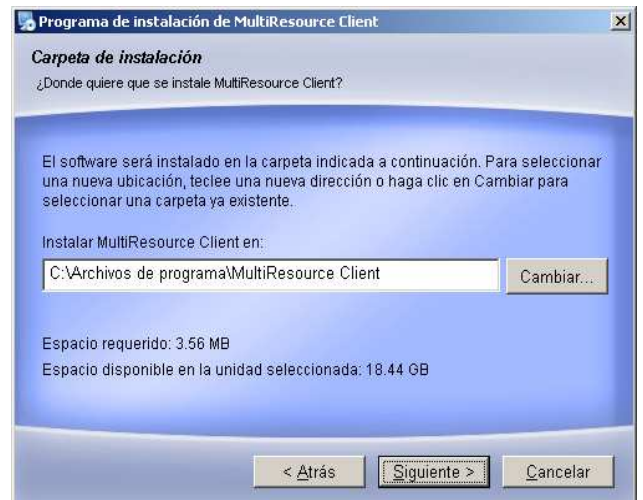 Programa de instalación de MultiResource Client
Carpeta de instalación
¿Donde quiere que se instale MultiResource Client?
El software será instalado en la carpeta indicada a continuación. Para seleccionar
una nueva ubicación, teclee una nueva dirección o haga clic en Cambiar para
seleccionar una carpeta ya existente.
Instalar MultiResource Client en:
C:\Archivos de programa\MultiResource Client
Cambiar...
Espacio requerido: 3.56 MB
Espacio disponible en la unidad seleccionada: 18.44 GB
< Atrás Siguiente > Cancelar